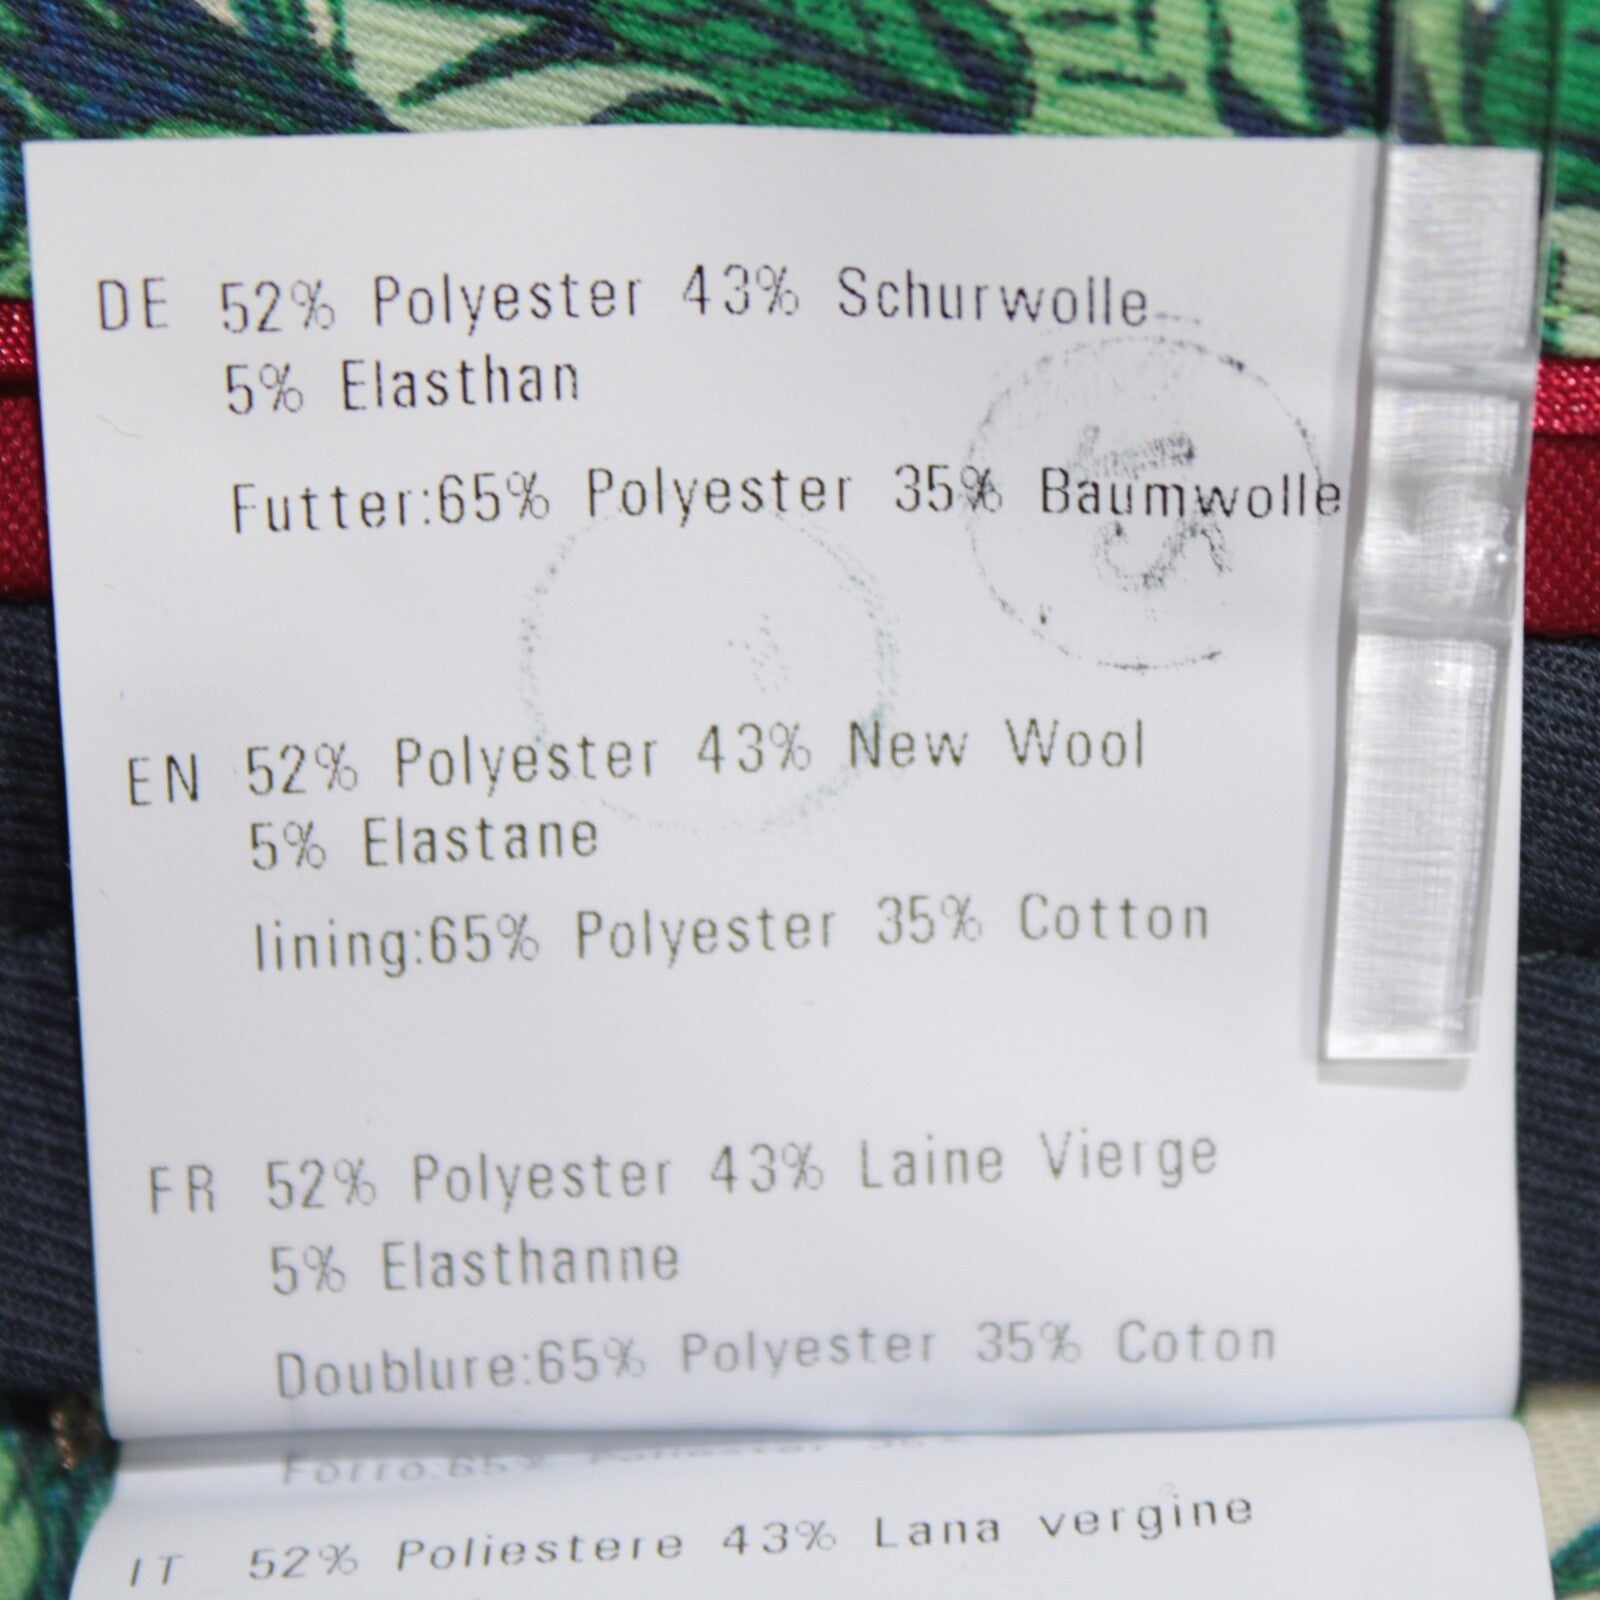 DE 52% Polyester 43% Schurwolle
5% Elasthan
Futter:65% Polyester 35% Baumwolle
EN 52% Polyester 43% New Wool
5% Elastane
lining:65% Polyester 35% Cotton
FR 52% Polyester 43% Laine Vierge
5% Elasthanne
Doublure:65% Polyester 35% Coton
Forro:65%
IT 52% Poliestere 43% Lana vergine